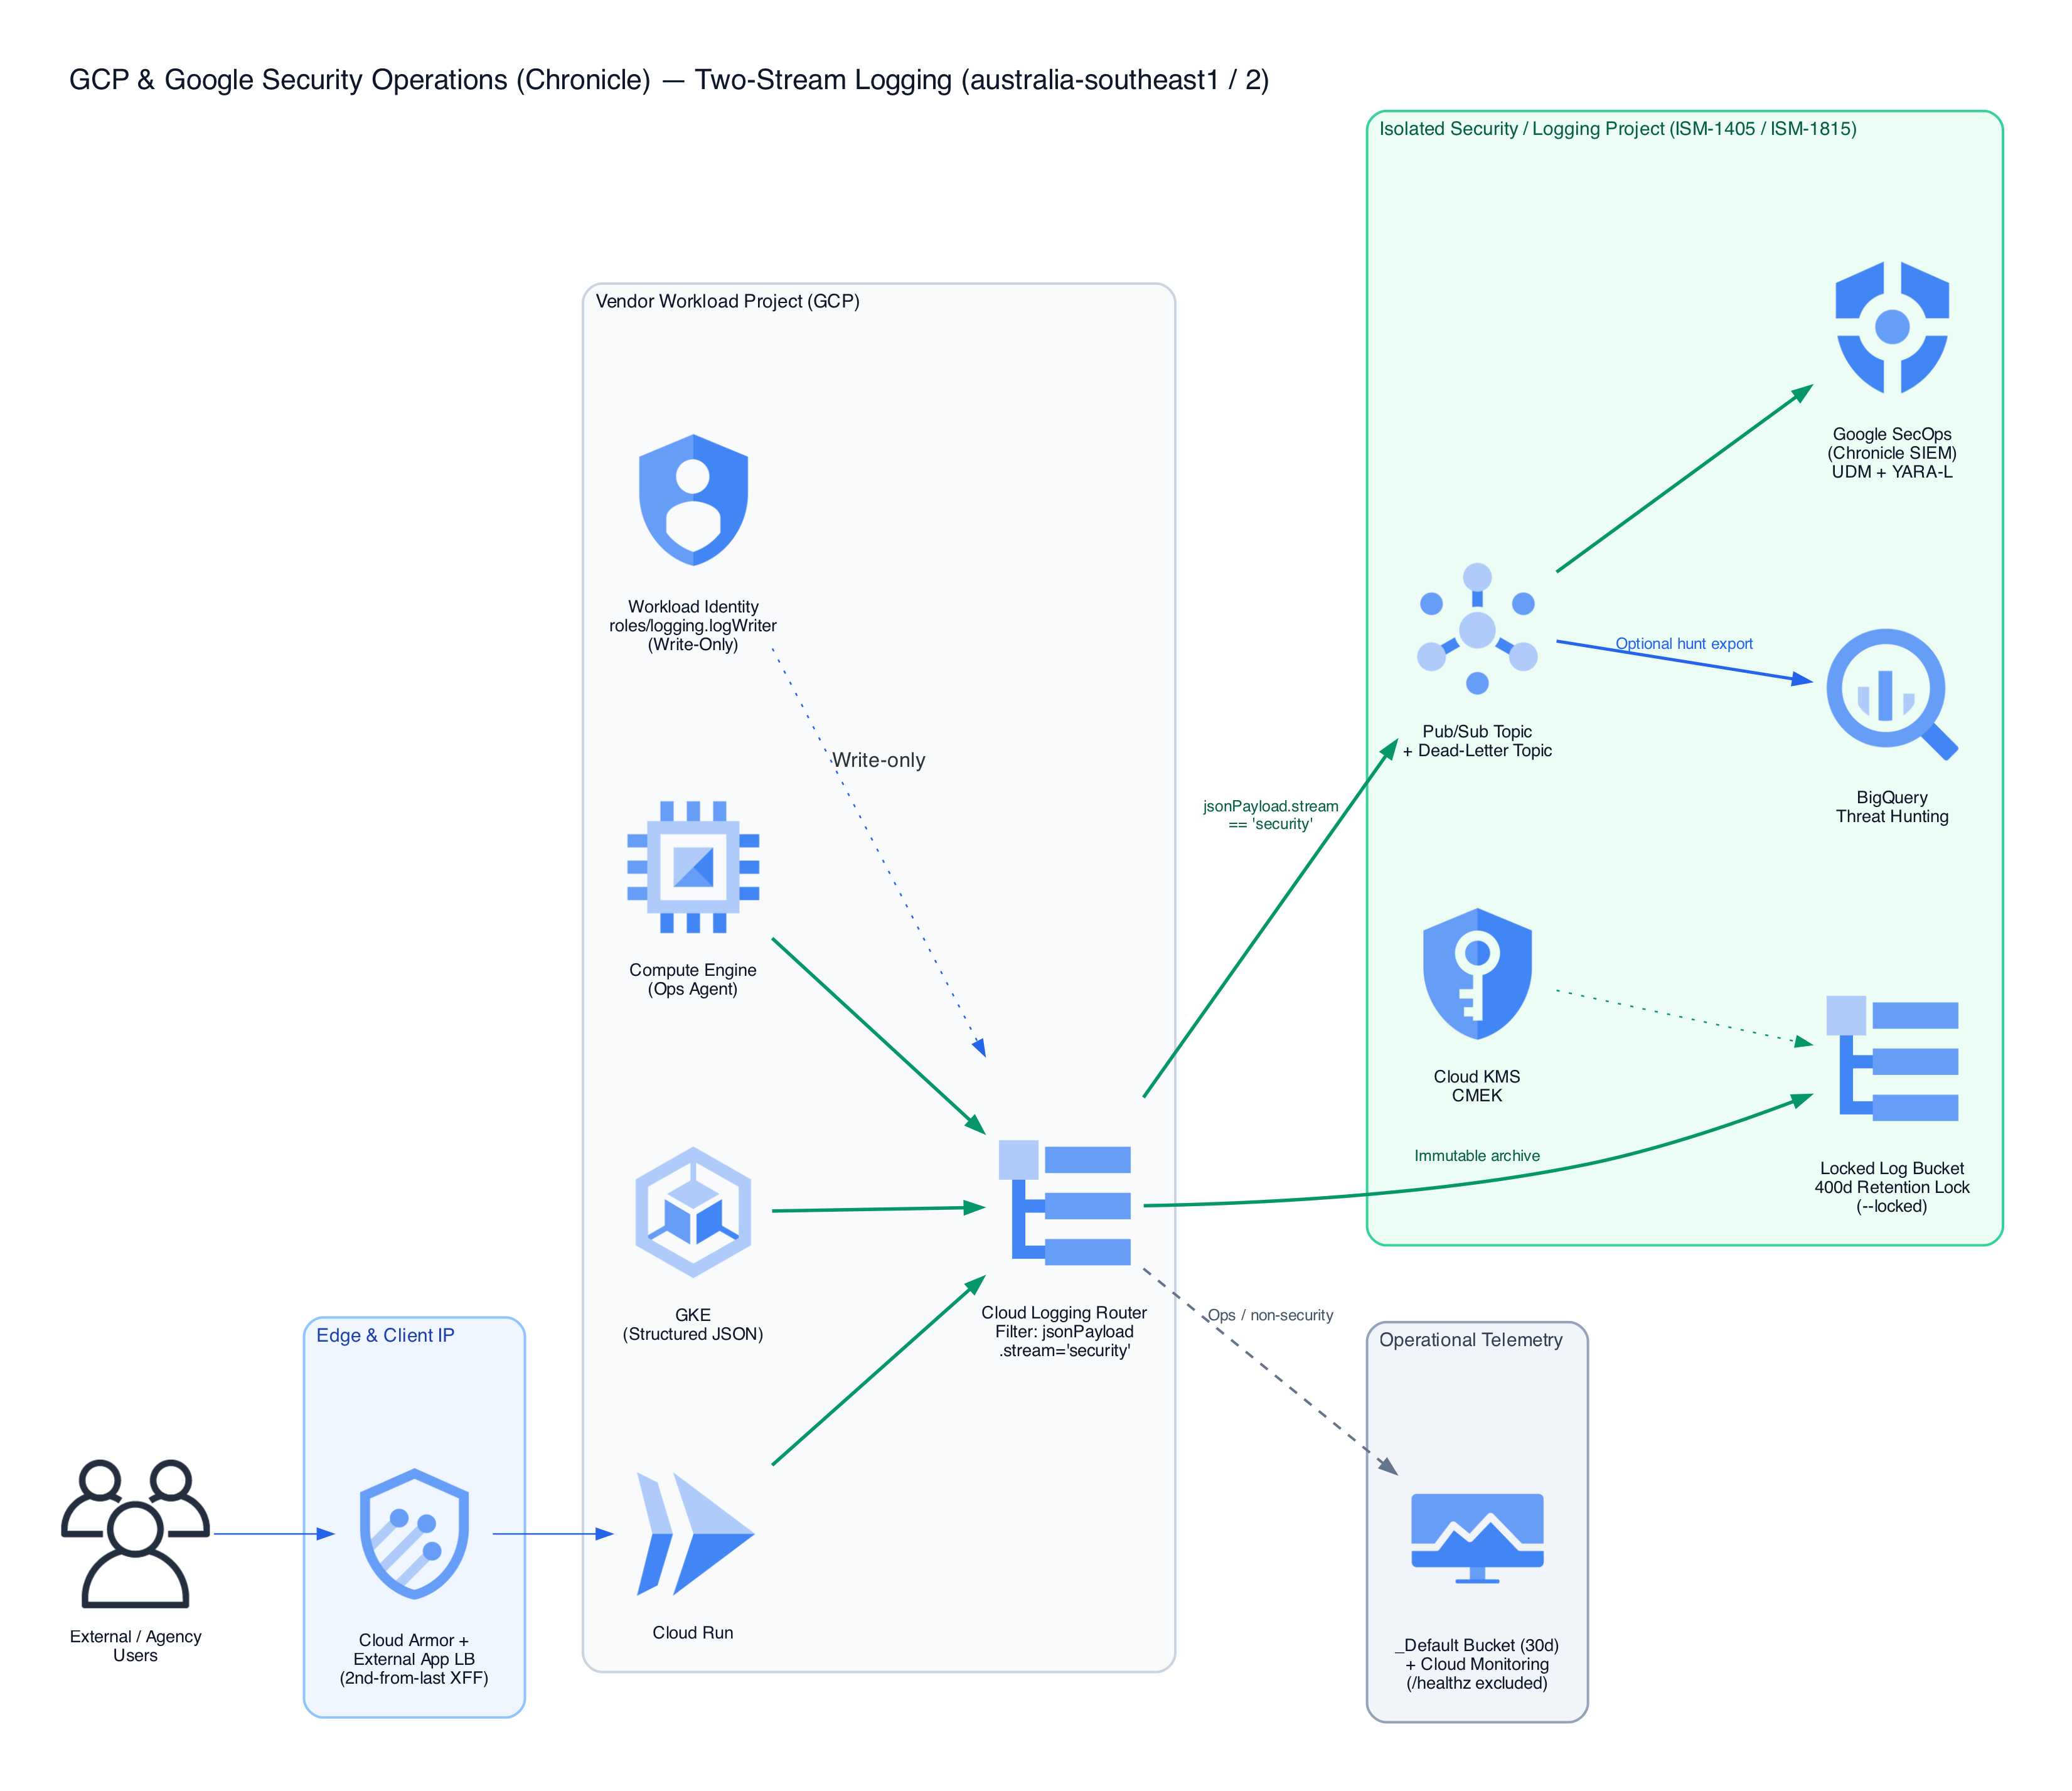 GCP & Google Security Operations (Chronicle) — Two-Stream Logging (australia-southeast1 / 2)
Isolated Security / Logging Project (ISM-1405 / ISM-1815)
Vendor Workload Project (GCP)
Google SecOps
(Chronicle SIEM)
UDM + YARA-L
Workload Identity
roles/logging.logWriter
(Write-Only)
Optional hunt export
Pub/Sub Topic
+ Dead-Letter Topic
Write-only
BigQuery
Threat Hunting
jsonPayload.stream
== 'security'
Compute Engine
(Ops Agent)
Cloud KMS
CMEK
Immutable archive
Locked Log Bucket
400d Retention Lock
(--locked)
GKE
(Structured JSON)
Cloud Logging Router
Filter: jsonPayload
.stream='security'
Ops / non-security
Edge & Client IP
Operational Telemetry
External / Agency
Users
Cloud Armor +
External App LB
(2nd-from-last XFF)
Cloud Run
_Default Bucket (30d)
+ Cloud Monitoring
(/healthz excluded)